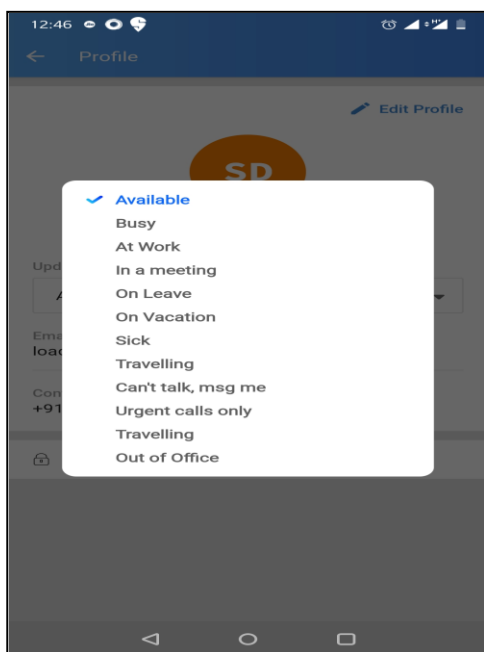 12:46
Profile
Edit Profile
SD
Available
Busy
At Work
In a meeting
On Leave
On Vacation
Sick
Travelling
Can't talk, msg me
Urgent calls only
Travelling
Out of Office
+91